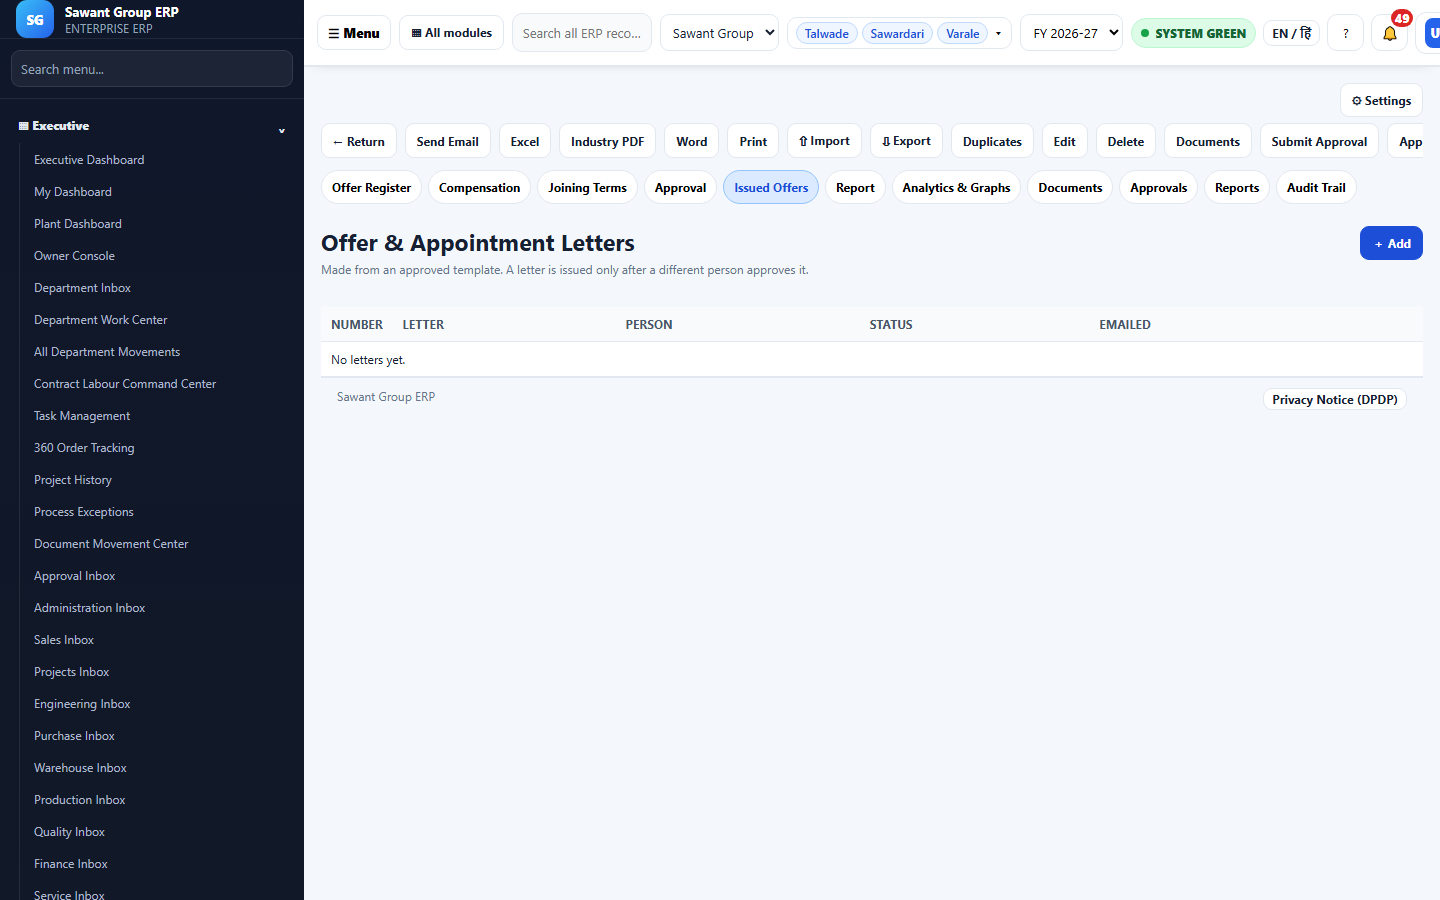 SG
Sawant Group ERP
ENTERPRISE ERP
Search menu...
Executive
Executive Dashboard
My Dashboard
Plant Dashboard
Owner Console
Department Inbox
Department Work Center
All Department Movements
Contract Labour Command Center
Task Management
360 Order Tracking
Project History
Process Exceptions
Document Movement Center
Approval Inbox
Administration Inbox
Sales Inbox
Projects Inbox
Engineering Inbox
Purchase Inbox
Warehouse Inbox
Production Inbox
Quality Inbox
Finance Inbox
Service Inbox
☰ Menu
All modules
Search all ERP reco...
Sawant Group
Talwade Sawardari Varale
FY 2026-27
SYSTEM GREEN
EN / हिं
?
49
U
⚙ Settings
← Return Send Email Excel Industry PDF Word Print ⇧ Import ⇩ Export Duplicates Edit Delete Documents Submit Approval App
Offer Register Compensation Joining Terms Approval Issued Offers Report Analytics & Graphs Documents Approvals Reports Audit Trail
Offer & Appointment Letters
+ Add
Made from an approved template. A letter is issued only after a different person approves it.
NUMBER LETTER PERSON STATUS EMAILED
No letters yet.
Sawant Group ERP
Privacy Notice (DPDP)